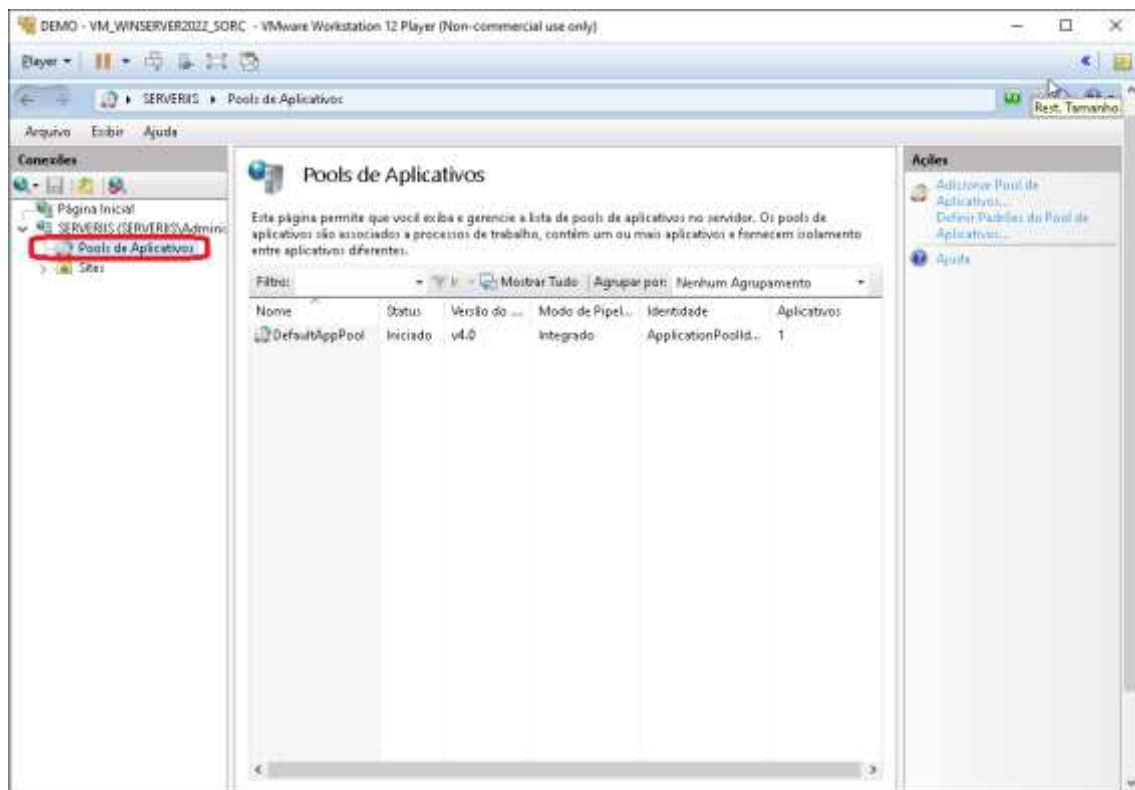 DEMO - VM_WINSERVER2022_SORC - VMware Workstation 12 Player (Non-commercial use only)
Player
SERVERIIS Pools de Aplicativos
Rest. Tamanho
Arquivo Exibir Ajuda
Conexões
Página Inicial
SERVERIIS (SERVERIIS\Admini
Pools de Aplicativos
Sites
Pools de Aplicativos
Esta página permite que você exiba e gerencie a lista de pools de aplicativos no servidor. Os pools de
aplicativos são associados a processos de trabalho, contêm um ou mais aplicativos e fornecem isolamento
entre aplicativos diferentes.
Filtro: Ir Mostrar Tudo Agrupar por: Nenhum Agrupamento
Nome Status Versão do ... Modo de Pipel... Identidade Aplicativos
DefaultAppPool Iniciado v4.0 Integrado ApplicationPoolId... 1
Ações
Adicionar Pool de
Aplicativos...
Definir Padrões do Pool de
Aplicativos...
Ajuda